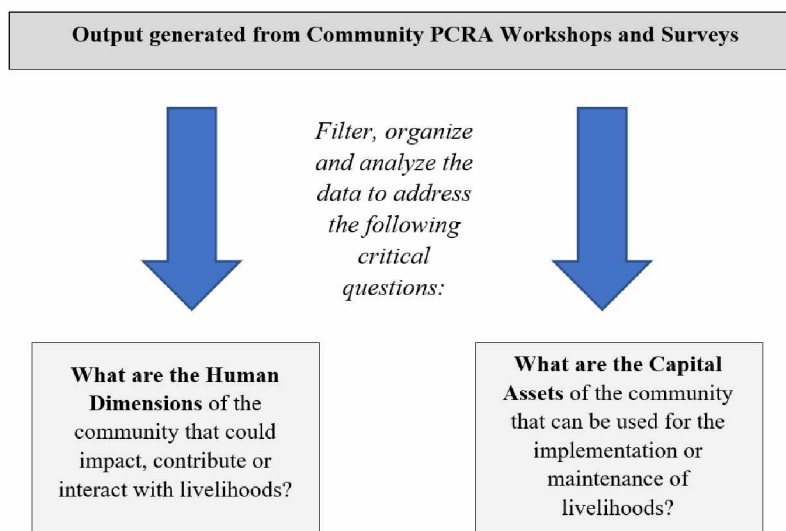 Output generated from Community PCRA Workshops and Surveys
Filter, organize
and analyze the
data to address
the following
critical
questions:
What are the Human
Dimensions of the
community that could
impact, contribute or
interact with livelihoods?
What are the Capital
Assets of the community
that can be used for the
implementation or
maintenance of
livelihoods?